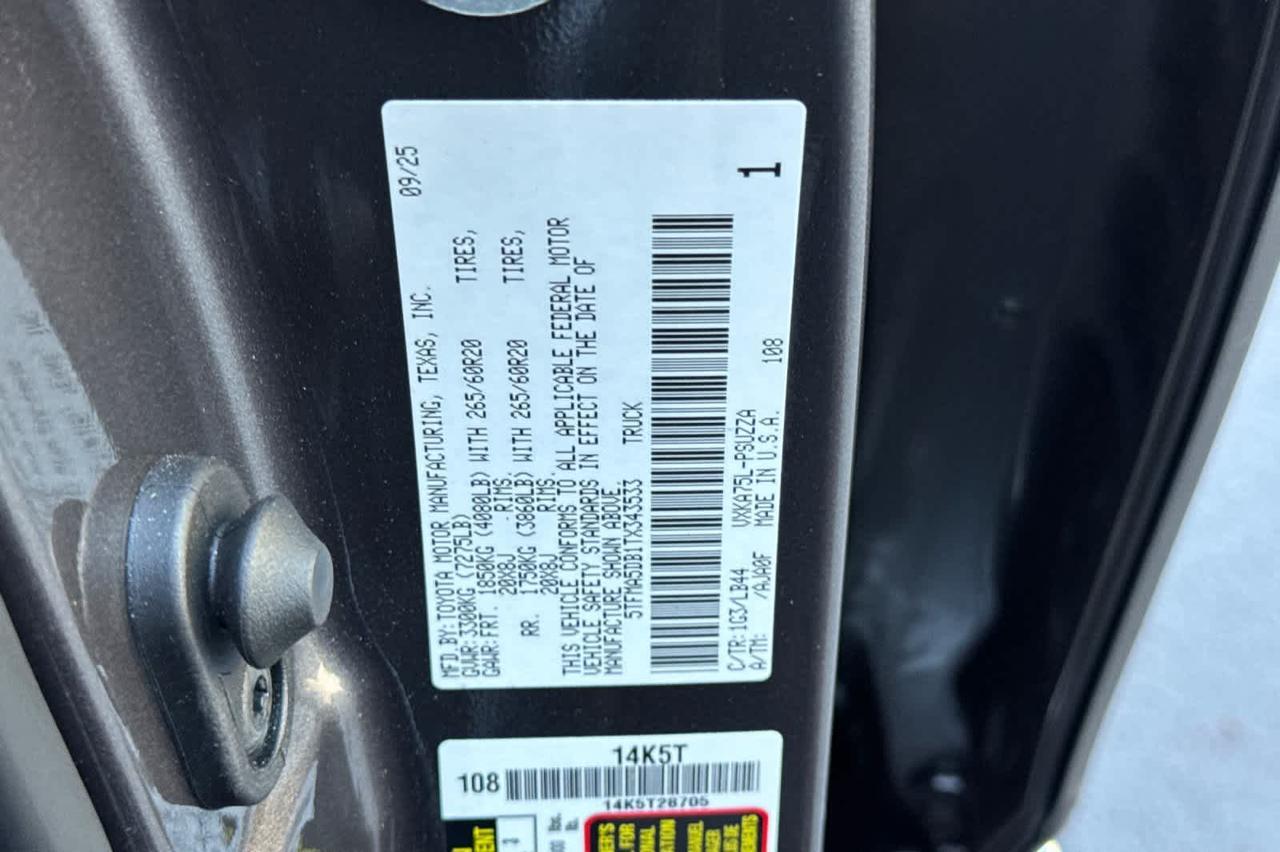 09/25
MFD.BY:TOYOTA MOTOR MANUFACTURING, TEXAS, INC.
GVWR:3300KG (7275LB)
GAWR:FRT. 1850KG (4080LB) WITH 265/60R20 TIRES,
20X8J RIMS.
RR. 1750KG (3860LB) WITH 265/60R20 TIRES,
20X8J RIMS.
THIS VEHICLE CONFORMS TO ALL APPLICABLE FEDERAL MOTOR
VEHICLE SAFETY STANDARDS IN EFFECT ON THE DATE OF
MANUFACTURE SHOWN ABOVE.
5TFMA5DB1TX343533 TRUCK
1
C/TR:1G3/LB44 VXKA75L-PSUZZA
A/TM: /AJA0F MADE IN U.S.A. 108
14K5T
108
14K5T28705